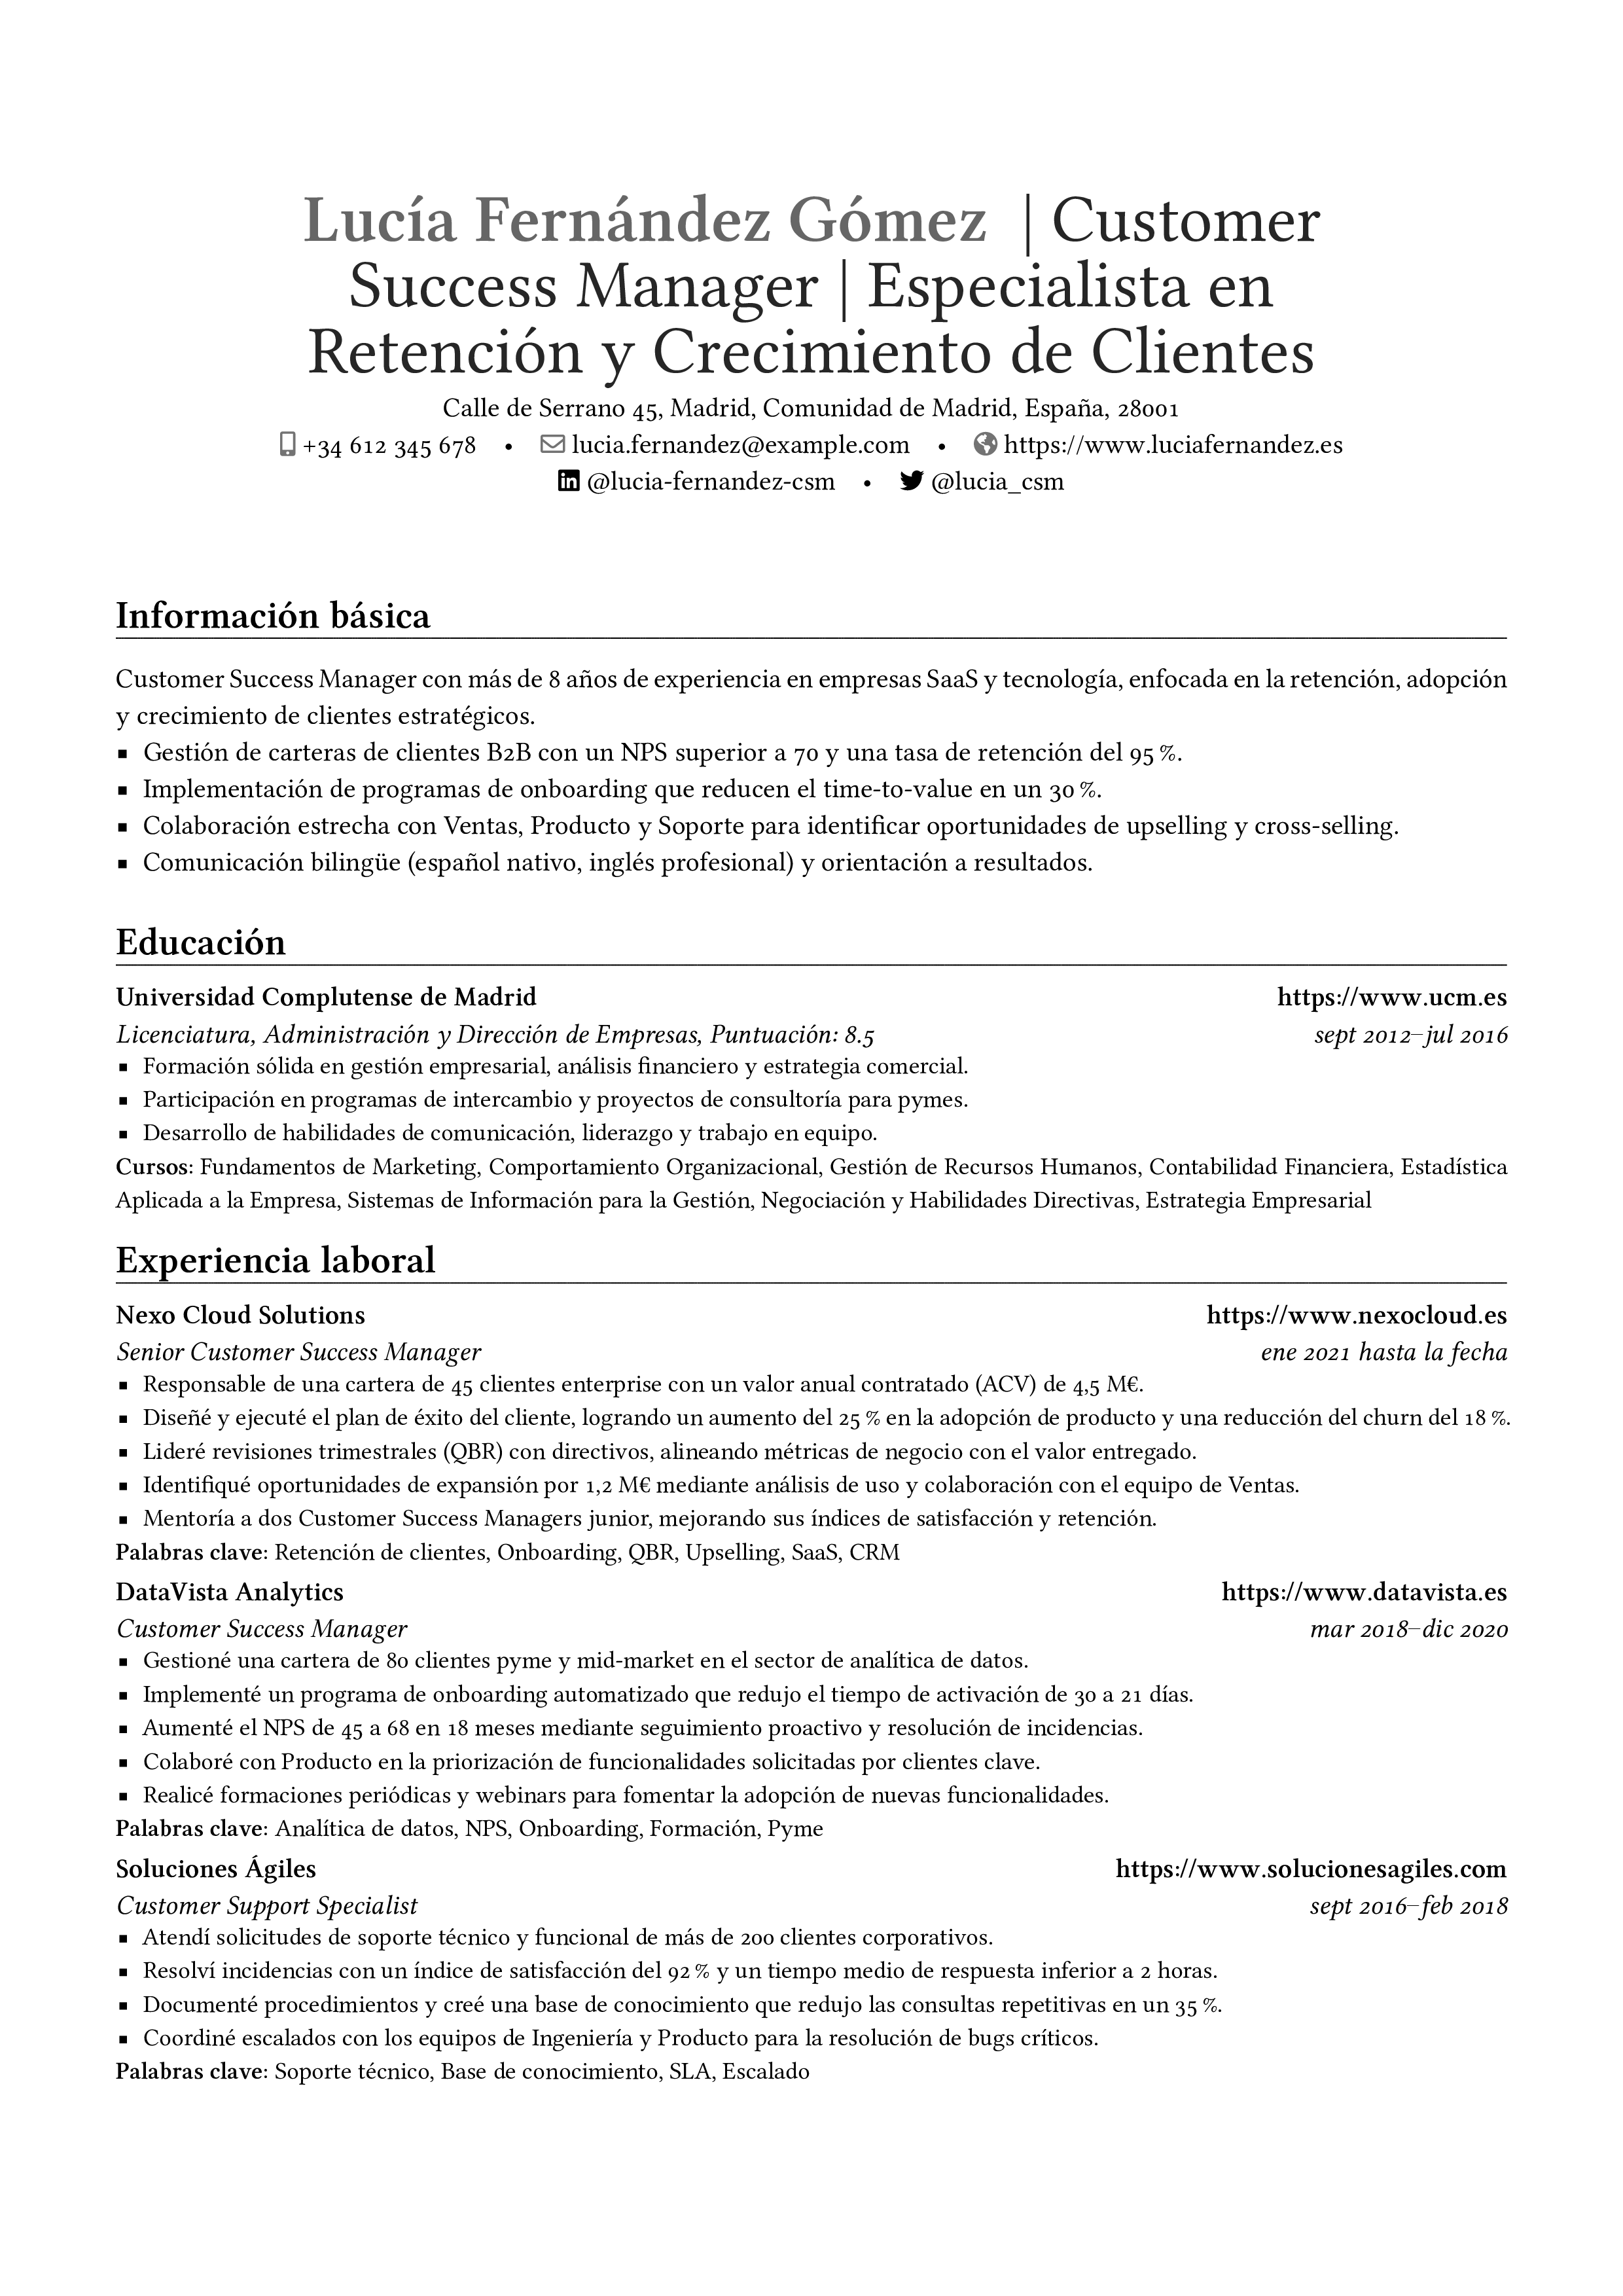 Lucía Fernández Gómez | Customer
Success Manager | Especialista en
Retención y Crecimiento de Clientes
Calle de Serrano 45, Madrid, Comunidad de Madrid, España, 28001
+34 612 345 678 • lucia.fernandez@example.com • https://www.luciafernandez.es
@lucia-fernandez-csm • @lucia_csm
Información básica
Customer Success Manager con más de 8 años de experiencia en empresas SaaS y tecnología, enfocada en la retención, adopción
y crecimiento de clientes estratégicos.
▪ Gestión de carteras de clientes B2B con un NPS superior a 70 y una tasa de retención del 95 %.
▪ Implementación de programas de onboarding que reducen el time-to-value en un 30 %.
▪ Colaboración estrecha con Ventas, Producto y Soporte para identificar oportunidades de upselling y cross-selling.
▪ Comunicación bilingüe (español nativo, inglés profesional) y orientación a resultados.
Educación
Universidad Complutense de Madrid https://www.ucm.es
Licenciatura, Administración y Dirección de Empresas, Puntuación: 8.5 sept 2012–jul 2016
▪ Formación sólida en gestión empresarial, análisis financiero y estrategia comercial.
▪ Participación en programas de intercambio y proyectos de consultoría para pymes.
▪ Desarrollo de habilidades de comunicación, liderazgo y trabajo en equipo.
Cursos: Fundamentos de Marketing, Comportamiento Organizacional, Gestión de Recursos Humanos, Contabilidad Financiera, Estadística
Aplicada a la Empresa, Sistemas de Información para la Gestión, Negociación y Habilidades Directivas, Estrategia Empresarial
Experiencia laboral
Nexo Cloud Solutions https://www.nexocloud.es
Senior Customer Success Manager ene 2021 hasta la fecha
▪ Responsable de una cartera de 45 clientes enterprise con un valor anual contratado (ACV) de 4,5 M€.
▪ Diseñé y ejecuté el plan de éxito del cliente, logrando un aumento del 25 % en la adopción de producto y una reducción del churn del 18 %.
▪ Lideré revisiones trimestrales (QBR) con directivos, alineando métricas de negocio con el valor entregado.
▪ Identifiqué oportunidades de expansión por 1,2 M€ mediante análisis de uso y colaboración con el equipo de Ventas.
▪ Mentoría a dos Customer Success Managers junior, mejorando sus índices de satisfacción y retención.
Palabras clave: Retención de clientes, Onboarding, QBR, Upselling, SaaS, CRM
DataVista Analytics https://www.datavista.es
Customer Success Manager mar 2018–dic 2020
▪ Gestioné una cartera de 80 clientes pyme y mid-market en el sector de analítica de datos.
▪ Implementé un programa de onboarding automatizado que redujo el tiempo de activación de 30 a 21 días.
▪ Aumenté el NPS de 45 a 68 en 18 meses mediante seguimiento proactivo y resolución de incidencias.
▪ Colaboré con Producto en la priorización de funcionalidades solicitadas por clientes clave.
▪ Realicé formaciones periódicas y webinars para fomentar la adopción de nuevas funcionalidades.
Palabras clave: Analítica de datos, NPS, Onboarding, Formación, Pyme
Soluciones Ágiles https://www.solucionesagiles.com
Customer Support Specialist sept 2016–feb 2018
▪ Atendí solicitudes de soporte técnico y funcional de más de 200 clientes corporativos.
▪ Resolví incidencias con un índice de satisfacción del 92 % y un tiempo medio de respuesta inferior a 2 horas.
▪ Documenté procedimientos y creé una base de conocimiento que redujo las consultas repetitivas en un 35 %.
▪ Coordiné escalados con los equipos de Ingeniería y Producto para la resolución de bugs críticos.
Palabras clave: Soporte técnico, Base de conocimiento, SLA, Escalado